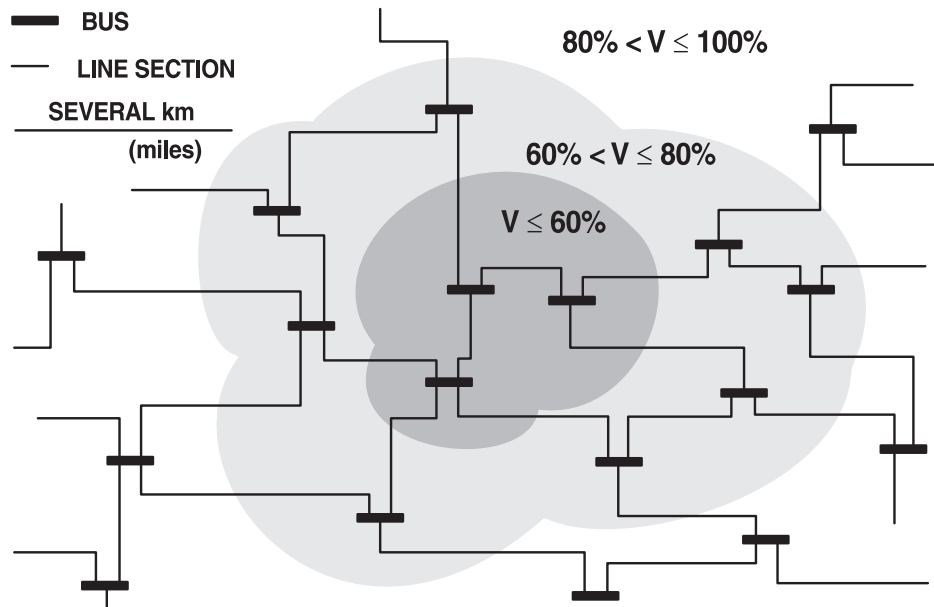 BUS
LINE SECTION
SEVERAL km
(miles)
80% < V ≤ 100%
60% < V ≤ 80%
V ≤ 60%